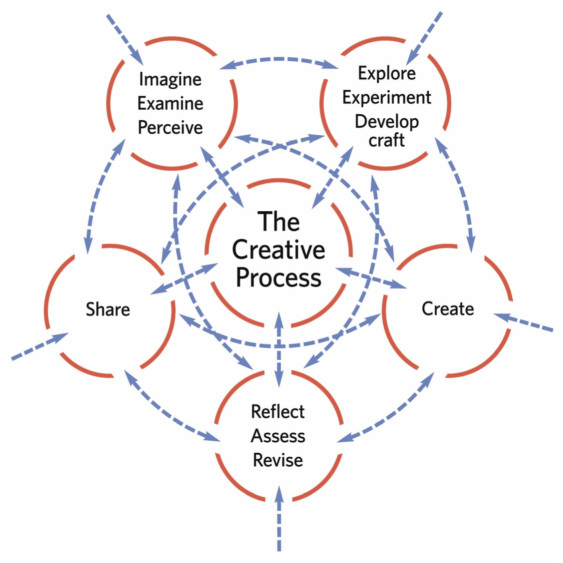 Imagine
Examine
Perceive
Explore
Experiment
Develop
craft
The
Creative
Process
Share
Create
Reflect
Assess
Revise